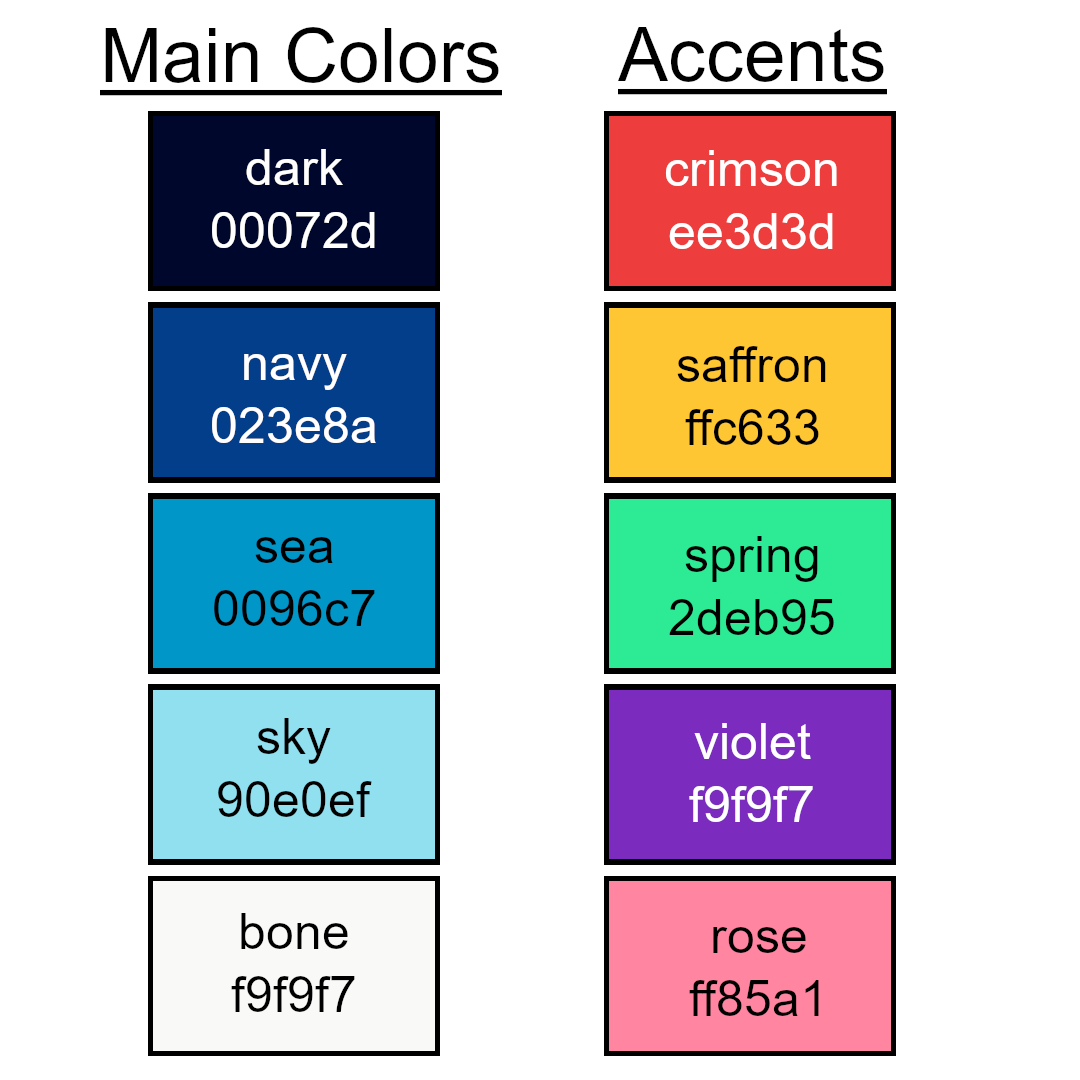 Main Colors
dark
00072d
navy
023e8a
sea
0096c7
sky
90e0ef
bone
f9f9f7
Accents
crimson
ee3d3d
saffron
ffc633
spring
2deb95
violet
f9f9f7
rose
ff85a1